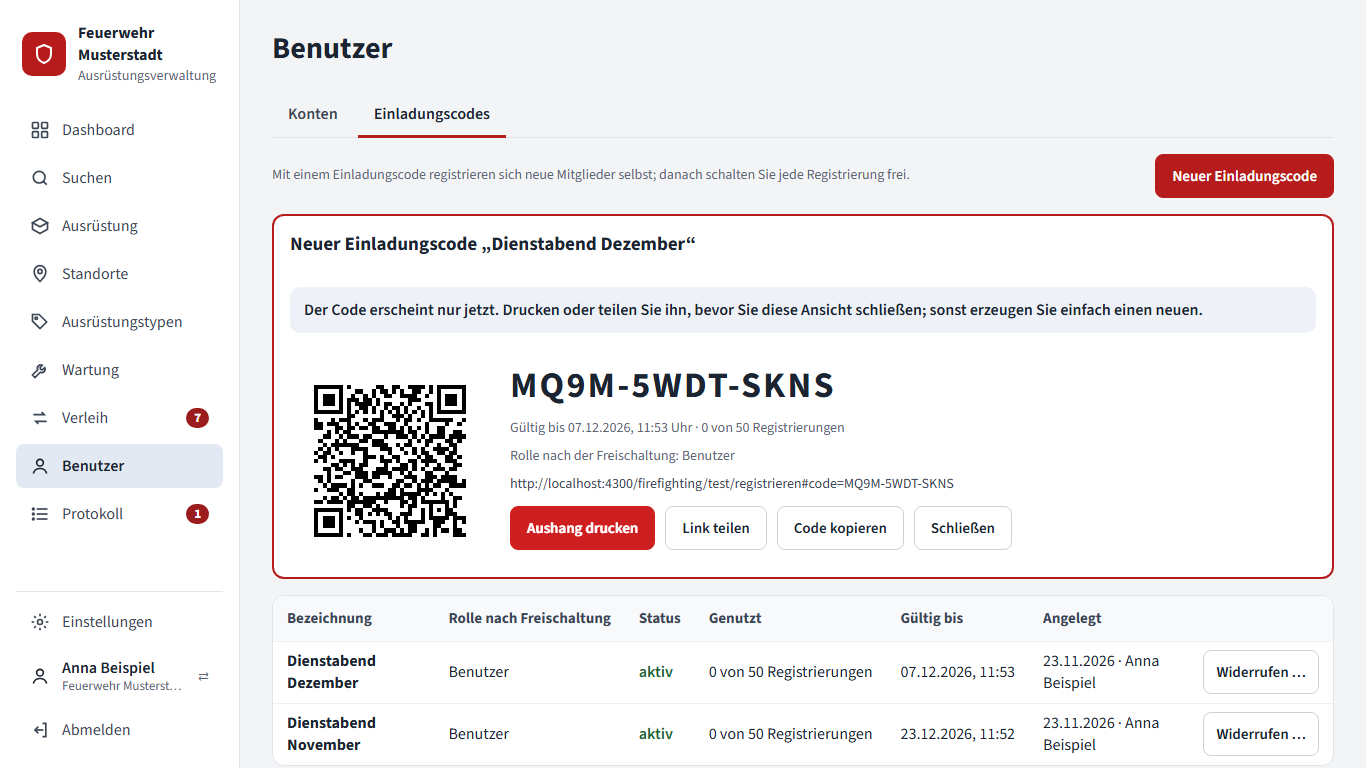 Feuerwehr
Musterstadt
Ausrüstungsverwaltung
Dashboard
Suchen
Ausrüstung
Standorte
Ausrüstungstypen
Wartung
Verleih 7
Benutzer
Protokoll 1
Einstellungen
Anna Beispiel
Feuerwehr Musterst…
Abmelden
Benutzer
Konten Einladungscodes
Mit einem Einladungscode registrieren sich neue Mitglieder selbst; danach schalten Sie jede Registrierung frei.
Neuer Einladungscode
Neuer Einladungscode „Dienstabend Dezember“
Der Code erscheint nur jetzt. Drucken oder teilen Sie ihn, bevor Sie diese Ansicht schließen; sonst erzeugen Sie einfach einen neuen.
MQ9M-5WDT-SKNS
Gültig bis 07.12.2026, 11:53 Uhr · 0 von 50 Registrierungen
Rolle nach der Freischaltung: Benutzer
http://localhost:4300/firefighting/test/registrieren#code=MQ9M-5WDT-SKNS
Aushang drucken Link teilen Code kopieren Schließen
Bezeichnung Rolle nach Freischaltung Status Genutzt Gültig bis Angelegt
Dienstabend Dezember Benutzer aktiv 0 von 50 Registrierungen 07.12.2026, 11:53 23.11.2026 · Anna Beispiel Widerrufen …
Dienstabend November Benutzer aktiv 0 von 50 Registrierungen 23.12.2026, 11:52 23.11.2026 · Anna Beispiel Widerrufen …